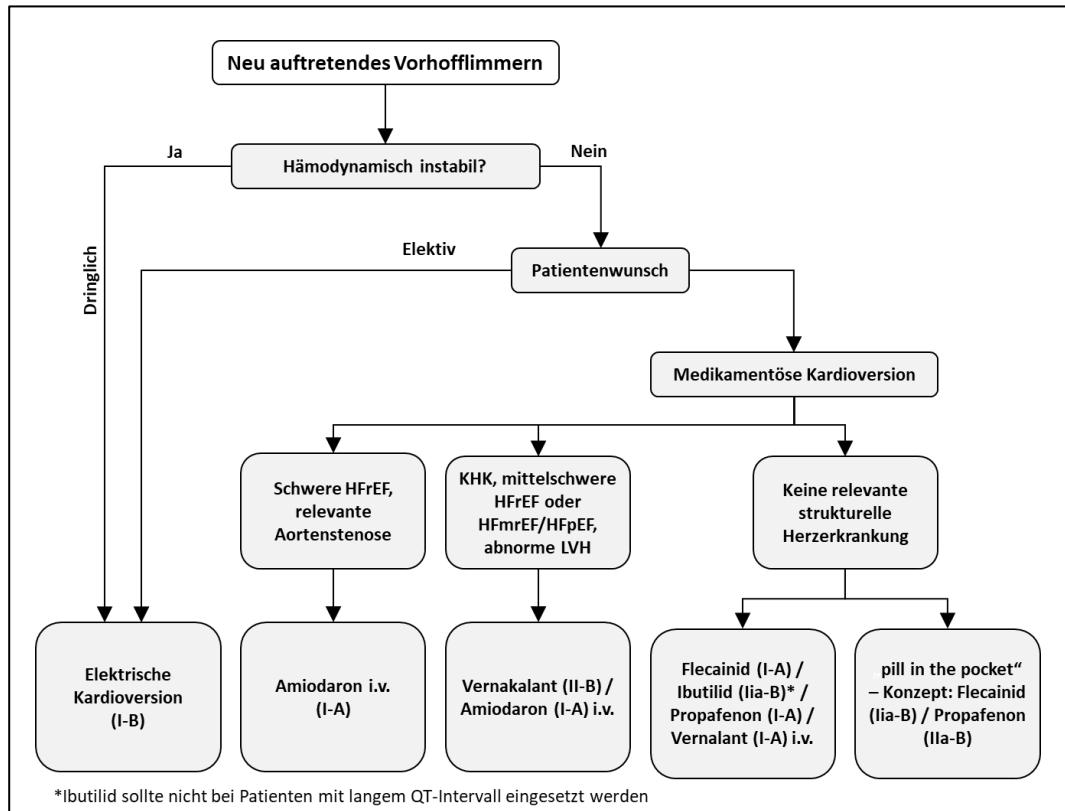 Neu auftretendes Vorhofflimmern
Ja
Hämodynamisch instabil?
Nein
Dringlich
Elektiv
Patientenwunsch
Medikamentöse Kardioversion
Schwere HFrEF,
relevante
Aortenstenose
KHK, mittelschwere
HFrEF oder
HFmrEF/HFpEF,
abnorme LVH
Keine relevante
strukturelle
Herzerkrankung
Elektrische
Kardioversion
(I-B)
Amiodaron i.v.
(I-A)
Vernakalant (II-B) /
Amiodaron (I-A) i.v.
Flecainid (I-A) /
Ibutilid (Iia-B)* /
Propafenon (I-A) /
Vernalant (I-A) i.v.
„pill in the pocket“
– Konzept: Flecainid
(Iia-B) / Propafenon
(IIa-B)
*Ibutilid sollte nicht bei Patienten mit langem QT-Intervall eingesetzt werden